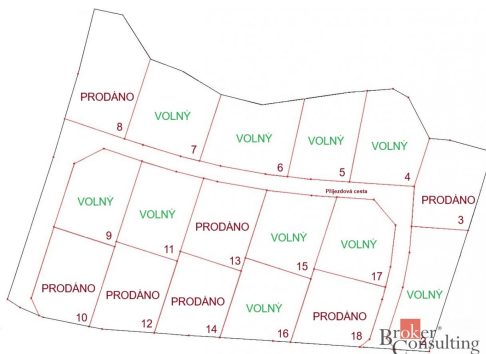 PRODÁNO
8
VOLNÝ
7
VOLNÝ
6
VOLNÝ
5
VOLNÝ
4
Příjezdová cesta
PRODÁNO
3
VOLNÝ
9
VOLNÝ
11
PRODÁNO
13
VOLNÝ
15
VOLNÝ
17
PRODÁNO
10
PRODÁNO
12
PRODÁNO
14
VOLNÝ
16
PRODÁNO
18
VOLNÝ
2
Broker
Consulting